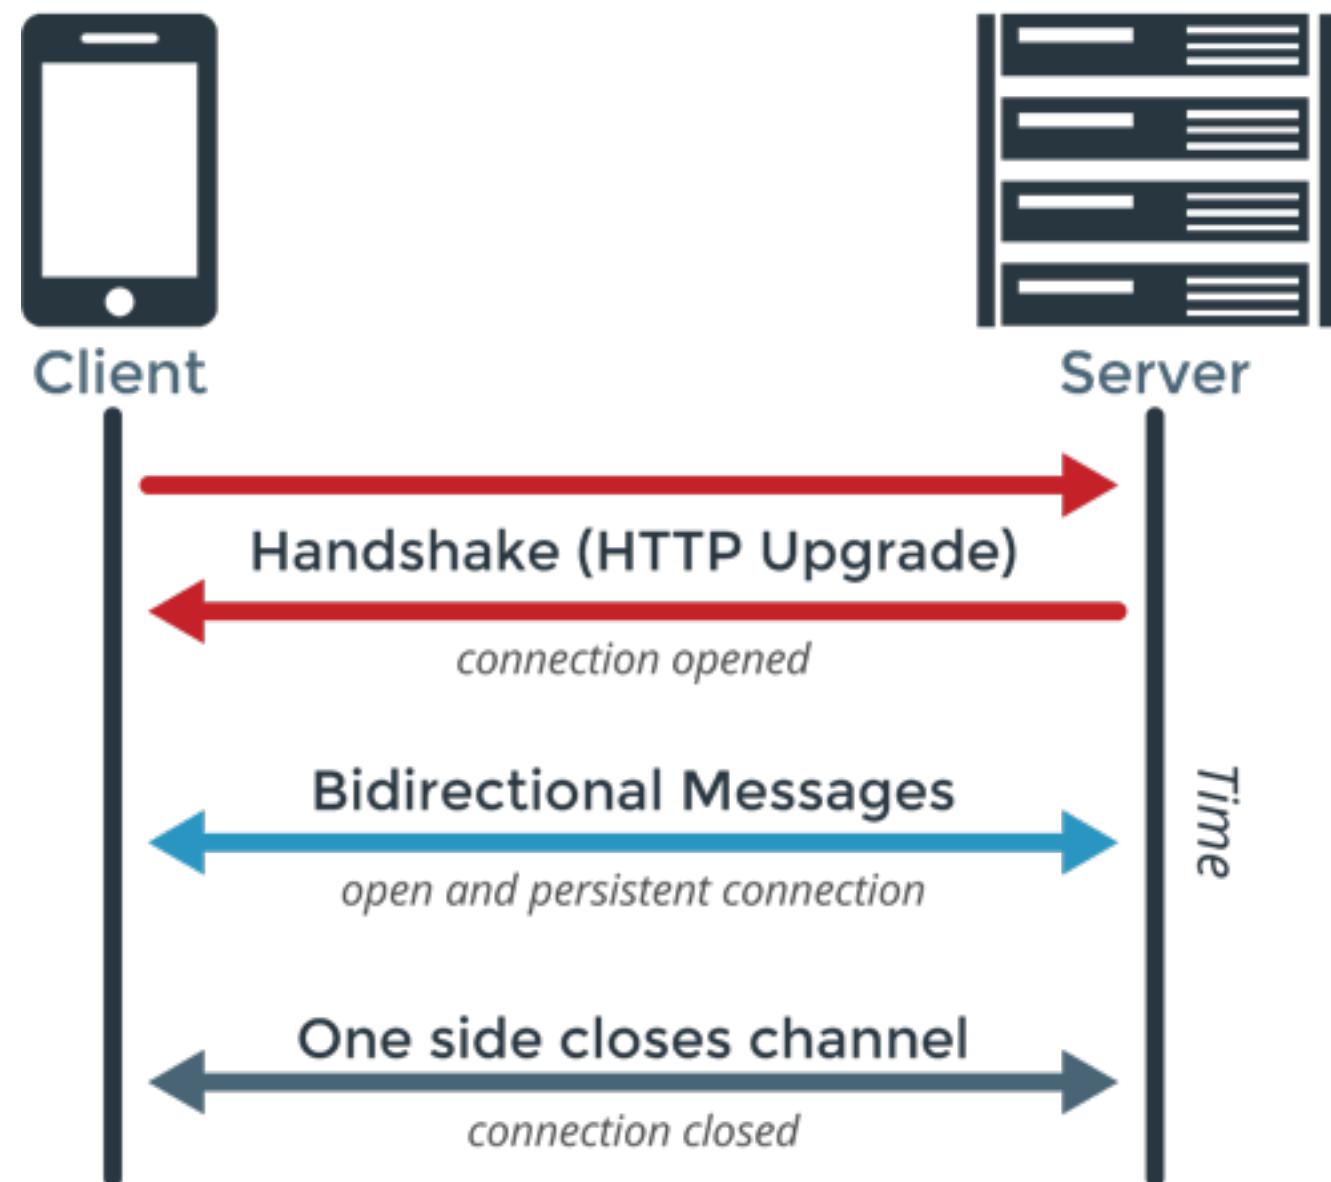 Client
Server
Handshake (HTTP Upgrade)
connection opened
Bidirectional Messages
open and persistent connection
Time
One side closes channel
connection closed